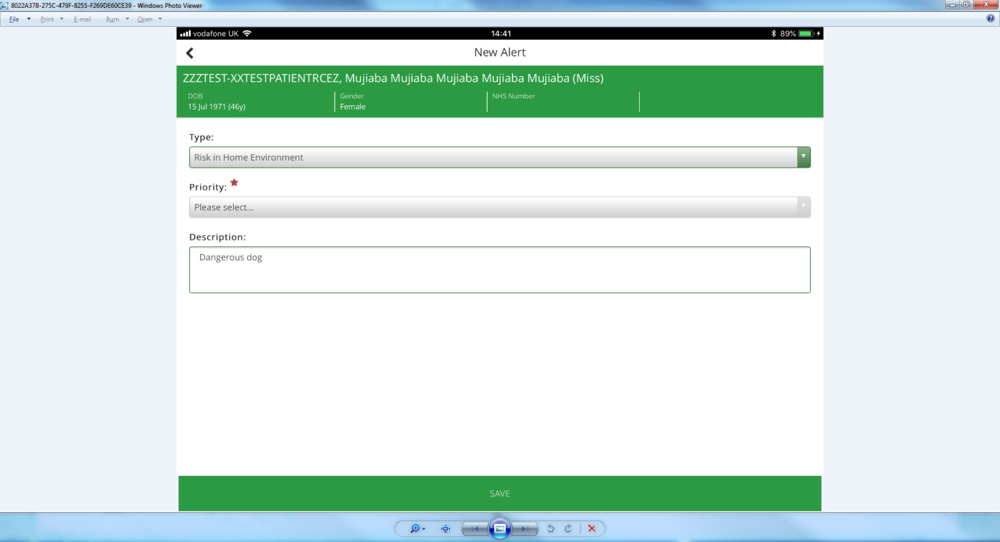 8022A37B-275C-479F-8255-F269DE60CE39 - Windows Photo Viewer
File Print E-mail Burn Open
vodafone UK 14:41 89%
New Alert
ZZZTEST-XXTESTPATIENTRCEZ, Mujiaba Mujiaba Mujiaba Mujiaba Mujiaba (Miss)
DOB Gender NHS Number
15 Jul 1971 (46y) Female
Type:
Risk in Home Environment
Priority:
Please select...
Description:
Dangerous dog
SAVE